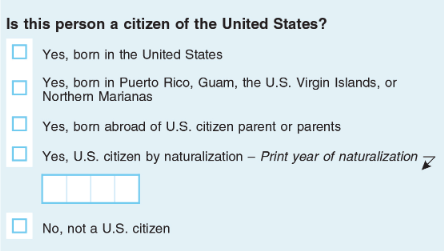 Is this person a citizen of the United States?
Yes, born in the United States
Yes, born in Puerto Rico, Guam, the U.S. Virgin Islands, or
Northern Marianas
Yes, born abroad of U.S. citizen parent or parents
Yes, U.S. citizen by naturalization – Print year of naturalization
No, not a U.S. citizen